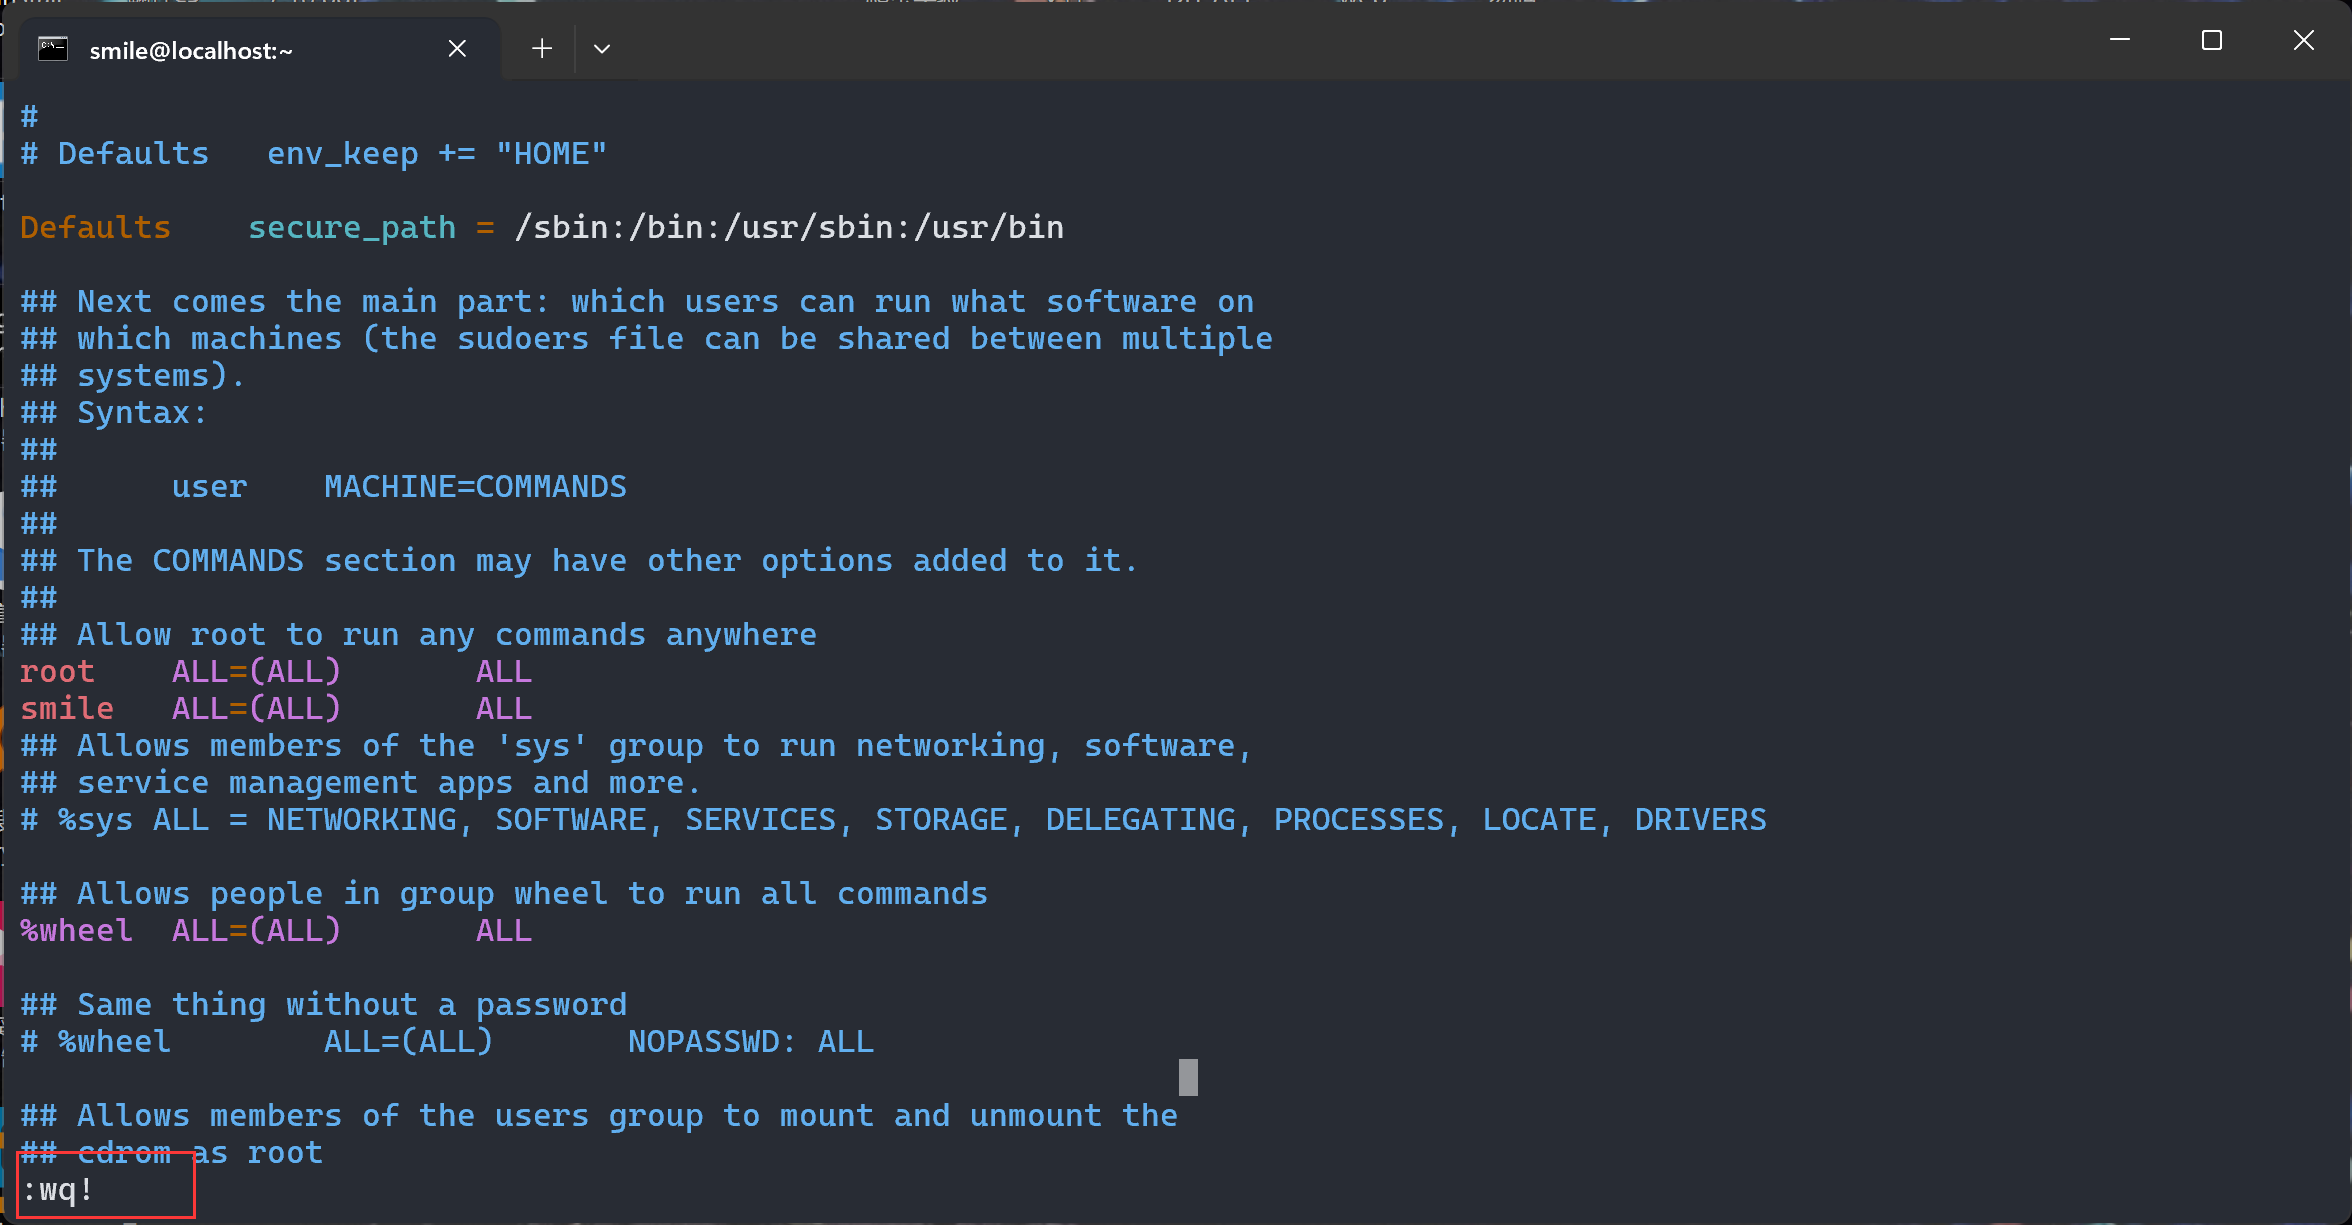 smile@localhost:~
#
# Defaults   env_keep += "HOME"
Defaults    secure_path = /sbin:/bin:/usr/sbin:/usr/bin
## Next comes the main part: which users can run what software on
## which machines (the sudoers file can be shared between multiple
## systems).
## Syntax:
##
##      user    MACHINE=COMMANDS
##
## The COMMANDS section may have other options added to it.
##
## Allow root to run any commands anywhere
root    ALL=(ALL)       ALL
smile   ALL=(ALL)       ALL
## Allows members of the 'sys' group to run networking, software,
## service management apps and more.
# %sys ALL = NETWORKING, SOFTWARE, SERVICES, STORAGE, DELEGATING, PROCESSES, LOCATE, DRIVERS
## Allows people in group wheel to run all commands
%wheel  ALL=(ALL)       ALL
## Same thing without a password
# %wheel        ALL=(ALL)       NOPASSWD: ALL
## Allows members of the users group to mount and unmount the
## cdrom as root
:wq!